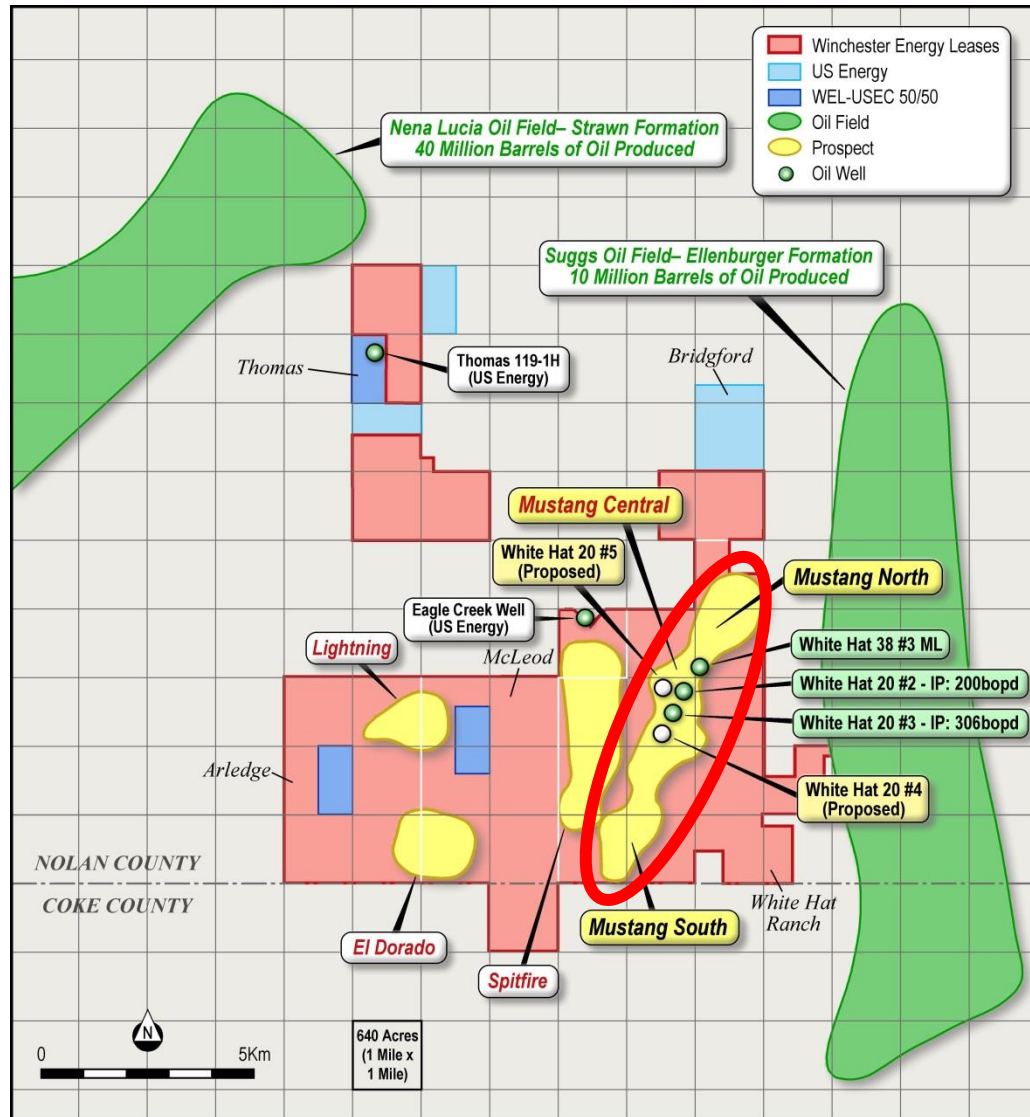 Winchester Energy Leases
US Energy
WEL-USEC 50/50
Oil Field
Prospect
Oil Well
Nena Lucia Oil Field– Strawn Formation
40 Million Barrels of Oil Produced
Suggs Oil Field– Ellenburger Formation
10 Million Barrels of Oil Produced
Thomas
Thomas 119-1H
(US Energy)
Bridgford
Mustang Central
White Hat 20 #5
(Proposed)
Mustang North
Eagle Creek Well
(US Energy)
Lightning
McLeod
White Hat 38 #3 ML
White Hat 20 #2 - IP: 200bopd
White Hat 20 #3 - IP: 306bopd
Arledge
White Hat 20 #4
(Proposed)
NOLAN COUNTY
COKE COUNTY
White Hat
Ranch
Mustang South
El Dorado
Spitfire
N
0
5Km
640 Acres
(1 Mile x
1 Mile)